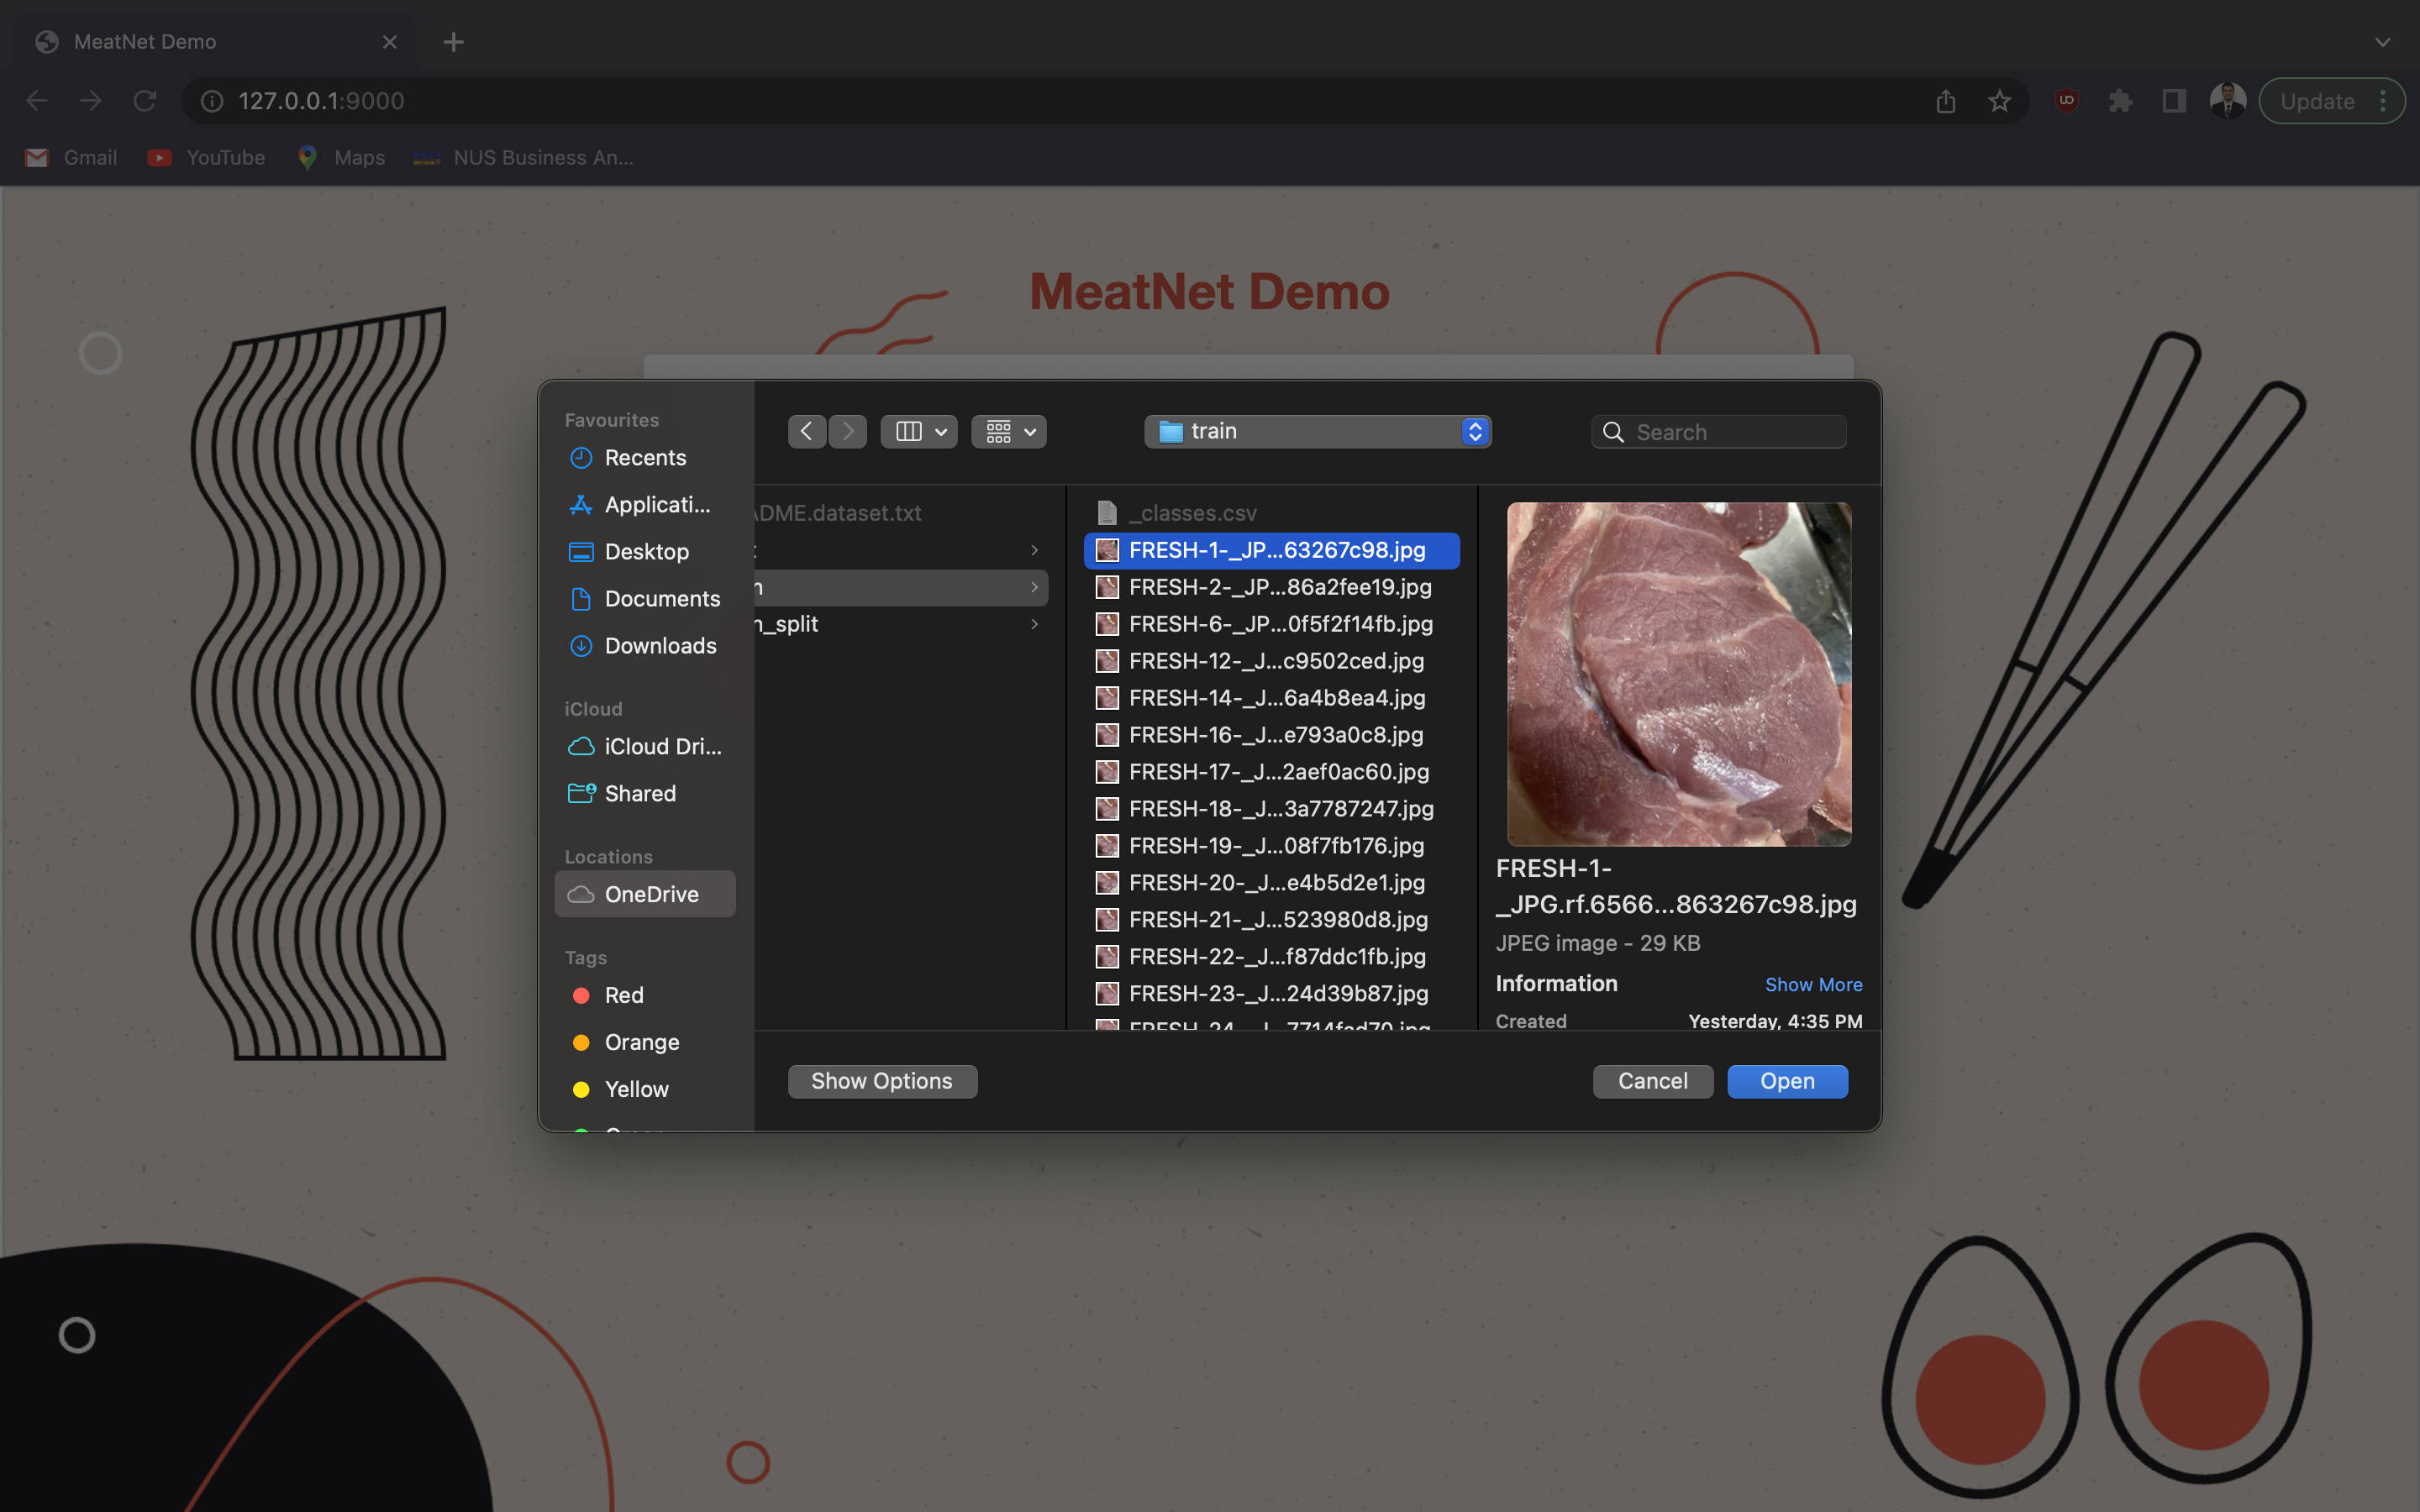 MeatNet Demo
127.0.0.1:9000
Update
Gmail
YouTube
Maps
NUS Business An...
MeatNet Demo
Favourites
Recents
Applicati...
Desktop
Documents
Downloads
iCloud
iCloud Dri...
Shared
Locations
OneDrive
Tags
Red
Orange
Yellow
train
Search
ADME.dataset.txt
n_split
_classes.csv
FRESH-1-_JP...63267c98.jpg
FRESH-2-_JP...86a2fee19.jpg
FRESH-6-_JP...0f5f2f14fb.jpg
FRESH-12-_J...c9502ced.jpg
FRESH-14-_J...6a4b8ea4.jpg
FRESH-16-_J...e793a0c8.jpg
FRESH-17-_J...2aef0ac60.jpg
FRESH-18-_J...3a7787247.jpg
FRESH-19-_J...08f7fb176.jpg
FRESH-20-_J...e4b5d2e1.jpg
FRESH-21-_J...523980d8.jpg
FRESH-22-_J...f87ddc1fb.jpg
FRESH-23-_J...24d39b87.jpg
FRESH-24-_J...7714fad70.jpg
FRESH-1-
_JPG.rf.6566...863267c98.jpg
JPEG image - 29 KB
Information
Show More
Created
Yesterday, 4:35 PM
Show Options
Cancel
Open